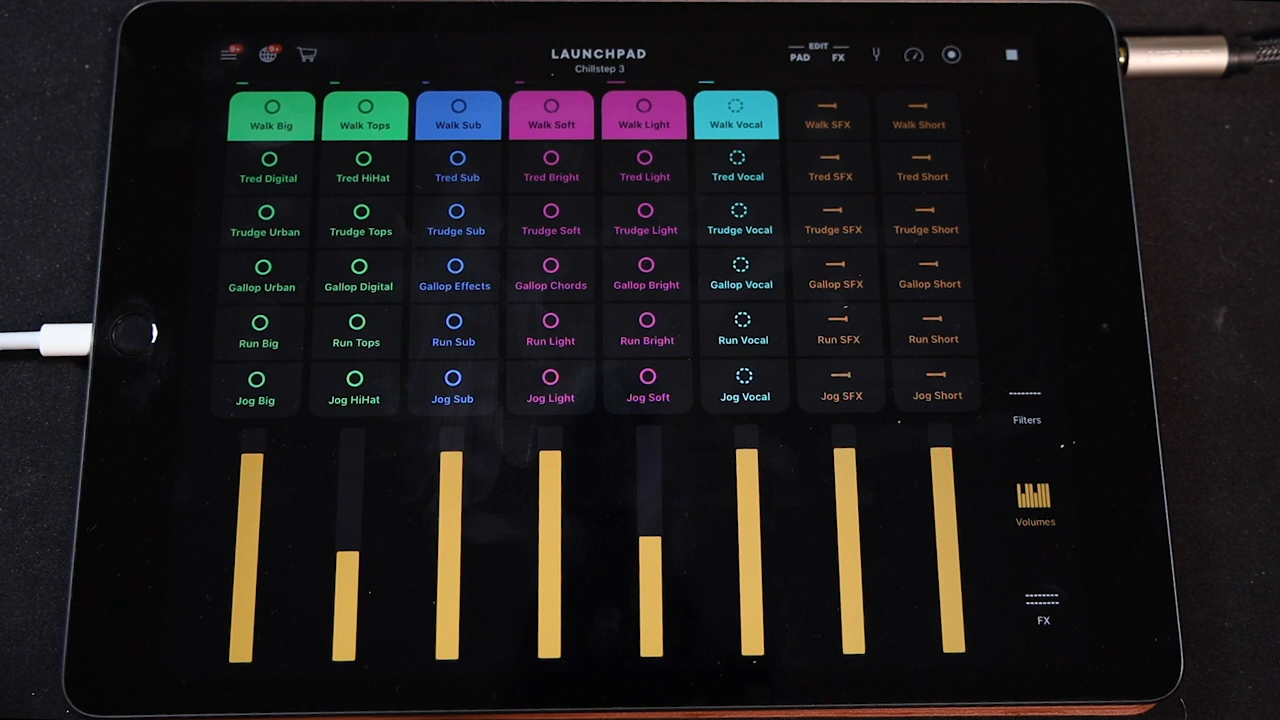 9+ 9+
LAUNCHPAD
Chillstep 3
EDIT
PAD FX
Walk Big Walk Tops Walk Sub Walk Soft Walk Light Walk Vocal Walk SFX Walk Short
Tred Digital Tred HiHat Tred Sub Tred Bright Tred Light Tred Vocal Tred SFX Tred Short
Trudge Urban Trudge Tops Trudge Sub Trudge Soft Trudge Light Trudge Vocal Trudge SFX Trudge Short
Gallop Urban Gallop Digital Gallop Effects Gallop Chords Gallop Bright Gallop Vocal Gallop SFX Gallop Short
Run Big Run Tops Run Sub Run Light Run Bright Run Vocal Run SFX Run Short
Jog Big Jog HiHat Jog Sub Jog Light Jog Soft Jog Vocal Jog SFX Jog Short
Filters
Volumes
FX